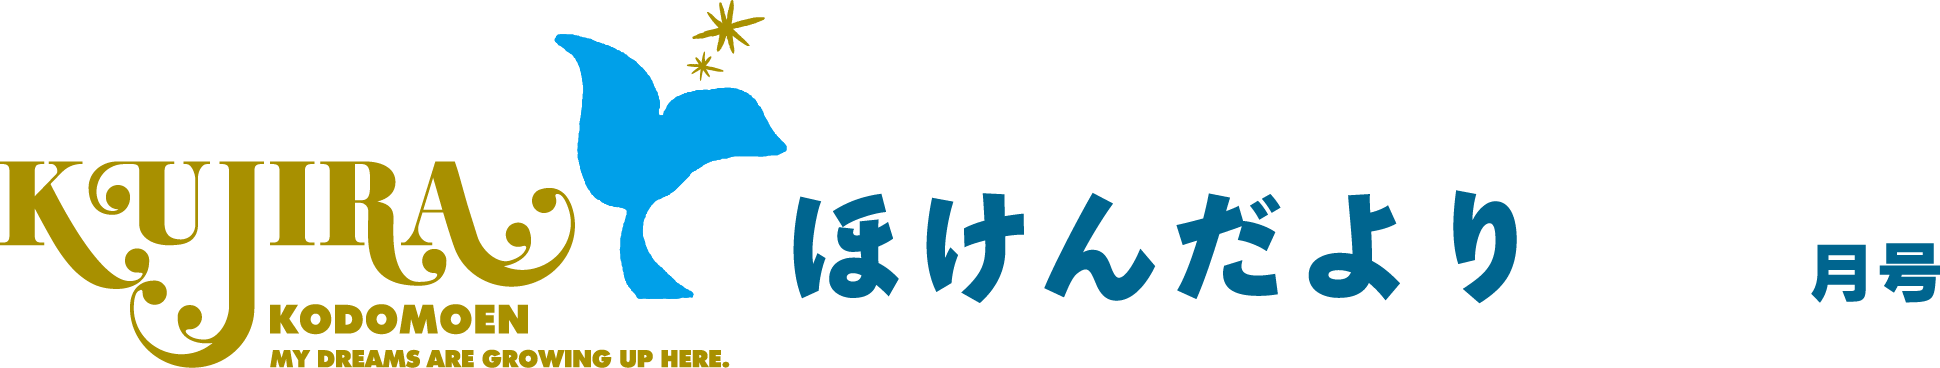 KUJIRA
KODOMOEN
MY DREAMS ARE GROWING UP HERE.
ほけんだより
月号